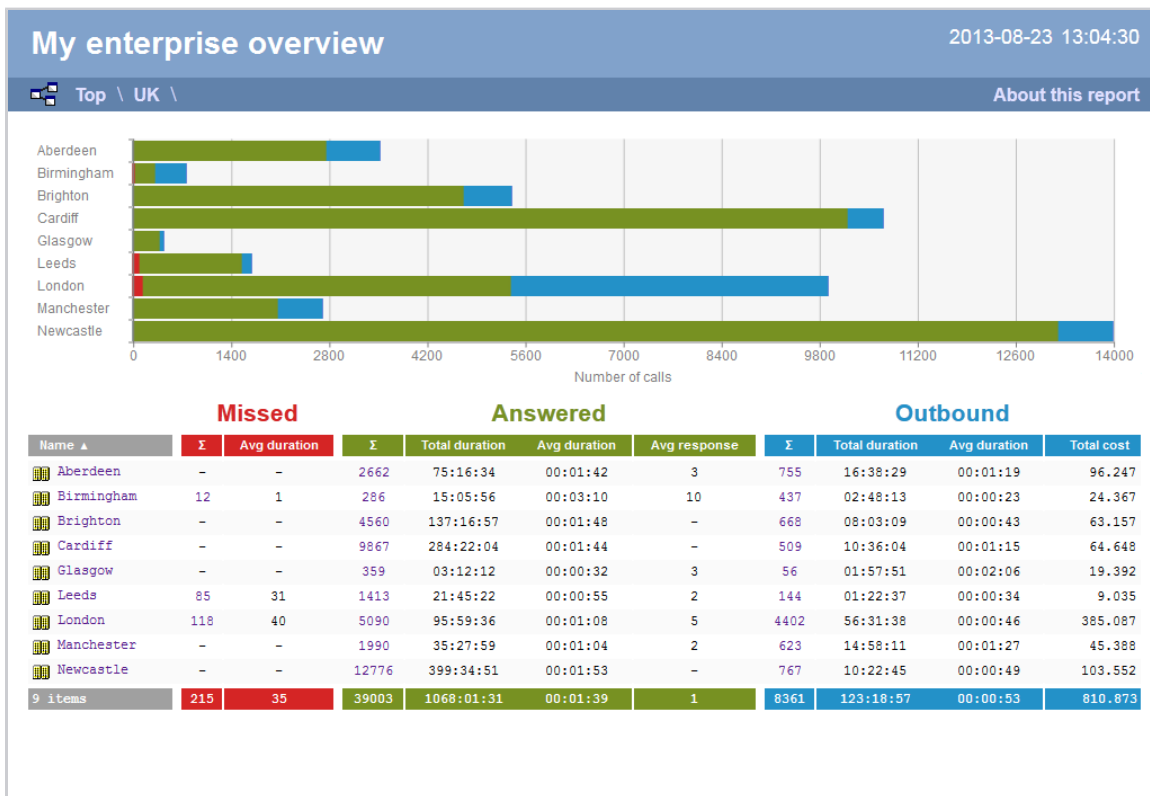 My enterprise overview
2013-08-23 13:04:30
Top \ UK \
About this report
Aberdeen
Birmingham
Brighton
Cardiff
Glasgow
Leeds
London
Manchester
Newcastle
0 1400 2800 4200 5600 7000 8400 9800 11200 12600 14000
Number of calls
Missed Answered Outbound
Name ▲ Σ Avg duration Σ Total duration Avg duration Avg response Σ Total duration Avg duration Total cost
Aberdeen – – 2662 75:16:34 00:01:42 3 755 16:38:29 00:01:19 96.247
Birmingham 12 1 286 15:05:56 00:03:10 10 437 02:48:13 00:00:23 24.367
Brighton – – 4560 137:16:57 00:01:48 – 668 08:03:09 00:00:43 63.157
Cardiff – – 9867 284:22:04 00:01:44 – 509 10:36:04 00:01:15 64.648
Glasgow – – 359 03:12:12 00:00:32 3 56 01:57:51 00:02:06 19.392
Leeds 85 31 1413 21:45:22 00:00:55 2 144 01:22:37 00:00:34 9.035
London 118 40 5090 95:59:36 00:01:08 5 4402 56:31:38 00:00:46 385.087
Manchester – – 1990 35:27:59 00:01:04 2 623 14:58:11 00:01:27 45.388
Newcastle – – 12776 399:34:51 00:01:53 – 767 10:22:45 00:00:49 103.552
9 items 215 35 39003 1068:01:31 00:01:39 1 8361 123:18:57 00:00:53 810.873